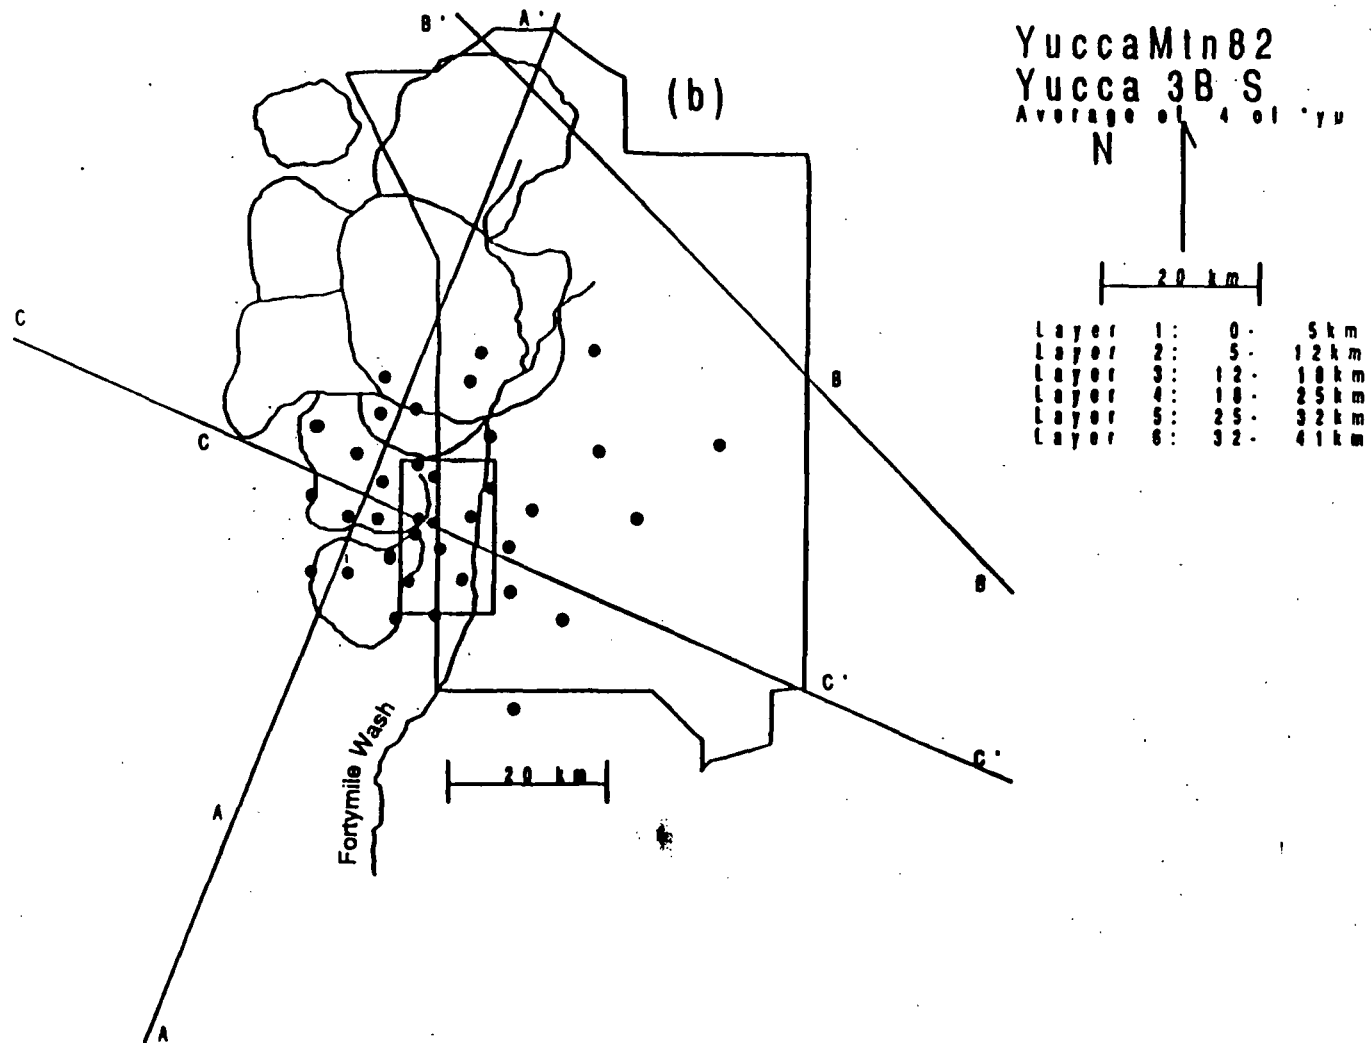 B'
A'
(b)
YuccaMtn82
Yucca 3B S
Average of 4 of 'yu
N
20 km
Layer 1: 0- 5km
Layer 2: 5- 12km
Layer 3: 12- 18km
Layer 4: 18- 25km
Layer 5: 25- 32km
Layer 6: 32- 41km
C
C
B
B
C'
C'
20 km
Fortymile Wash
A
A